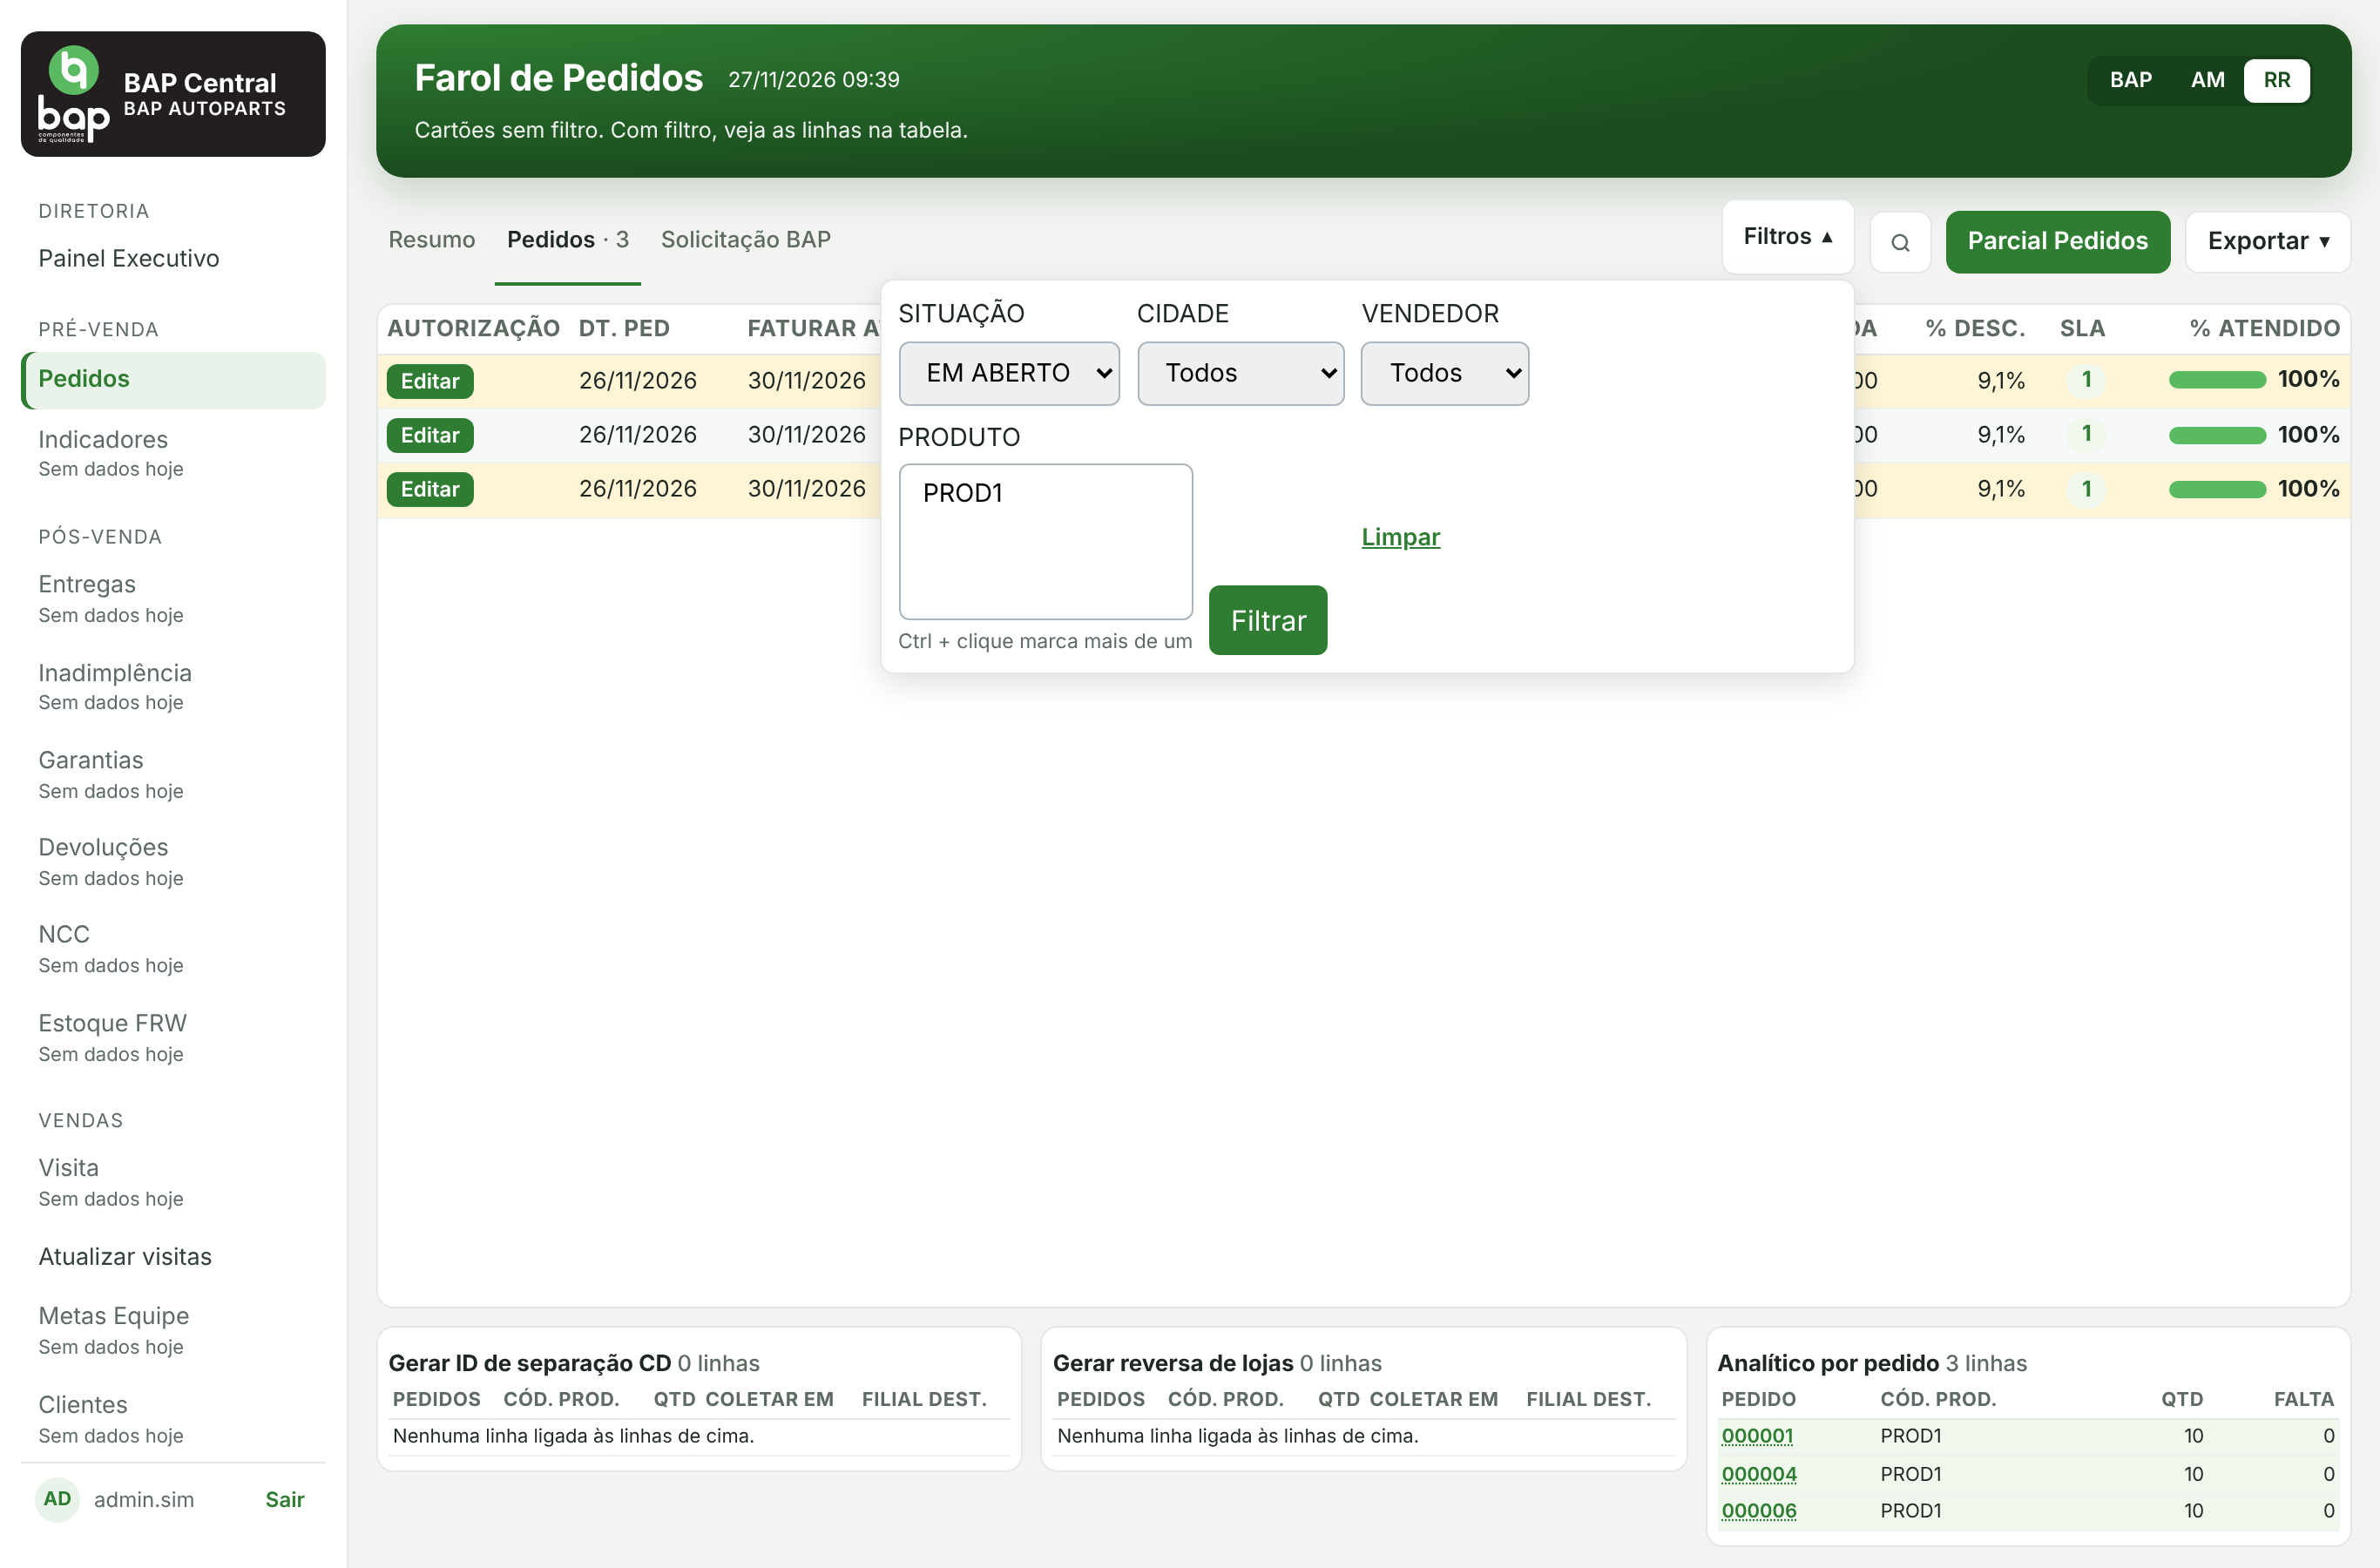 bap
componentes
de qualidade
BAP Central
BAP AUTOPARTS
DIRETORIA
Painel Executivo
PRÉ-VENDA
Pedidos
Indicadores
Sem dados hoje
PÓS-VENDA
Entregas
Sem dados hoje
Inadimplência
Sem dados hoje
Garantias
Sem dados hoje
Devoluções
Sem dados hoje
NCC
Sem dados hoje
Estoque FRW
Sem dados hoje
VENDAS
Visita
Sem dados hoje
Atualizar visitas
Metas Equipe
Sem dados hoje
Clientes
Sem dados hoje
AD admin.sim Sair
Farol de Pedidos 27/11/2026 09:39
Cartões sem filtro. Com filtro, veja as linhas na tabela.
BAP AM RR
Resumo Pedidos · 3 Solicitação BAP
Filtros ▲ Parcial Pedidos Exportar ▼
AUTORIZAÇÃO DT. PED FATURAR % DESC. SLA % ATENDIDO
Editar 26/11/2026 30/11/2026 9,1% 1 100%
Editar 26/11/2026 30/11/2026 9,1% 1 100%
Editar 26/11/2026 30/11/2026 9,1% 1 100%
SITUAÇÃO CIDADE VENDEDOR
EM ABERTO Todos Todos
PRODUTO
PROD1
Limpar
Filtrar
Ctrl + clique marca mais de um
Gerar ID de separação CD 0 linhas
PEDIDOS CÓD. PROD. QTD COLETAR EM FILIAL DEST.
Nenhuma linha ligada às linhas de cima.
Gerar reversa de lojas 0 linhas
PEDIDOS CÓD. PROD. QTD COLETAR EM FILIAL DEST.
Nenhuma linha ligada às linhas de cima.
Analítico por pedido 3 linhas
PEDIDO CÓD. PROD. QTD FALTA
000001 PROD1 10 0
000004 PROD1 10 0
000006 PROD1 10 0